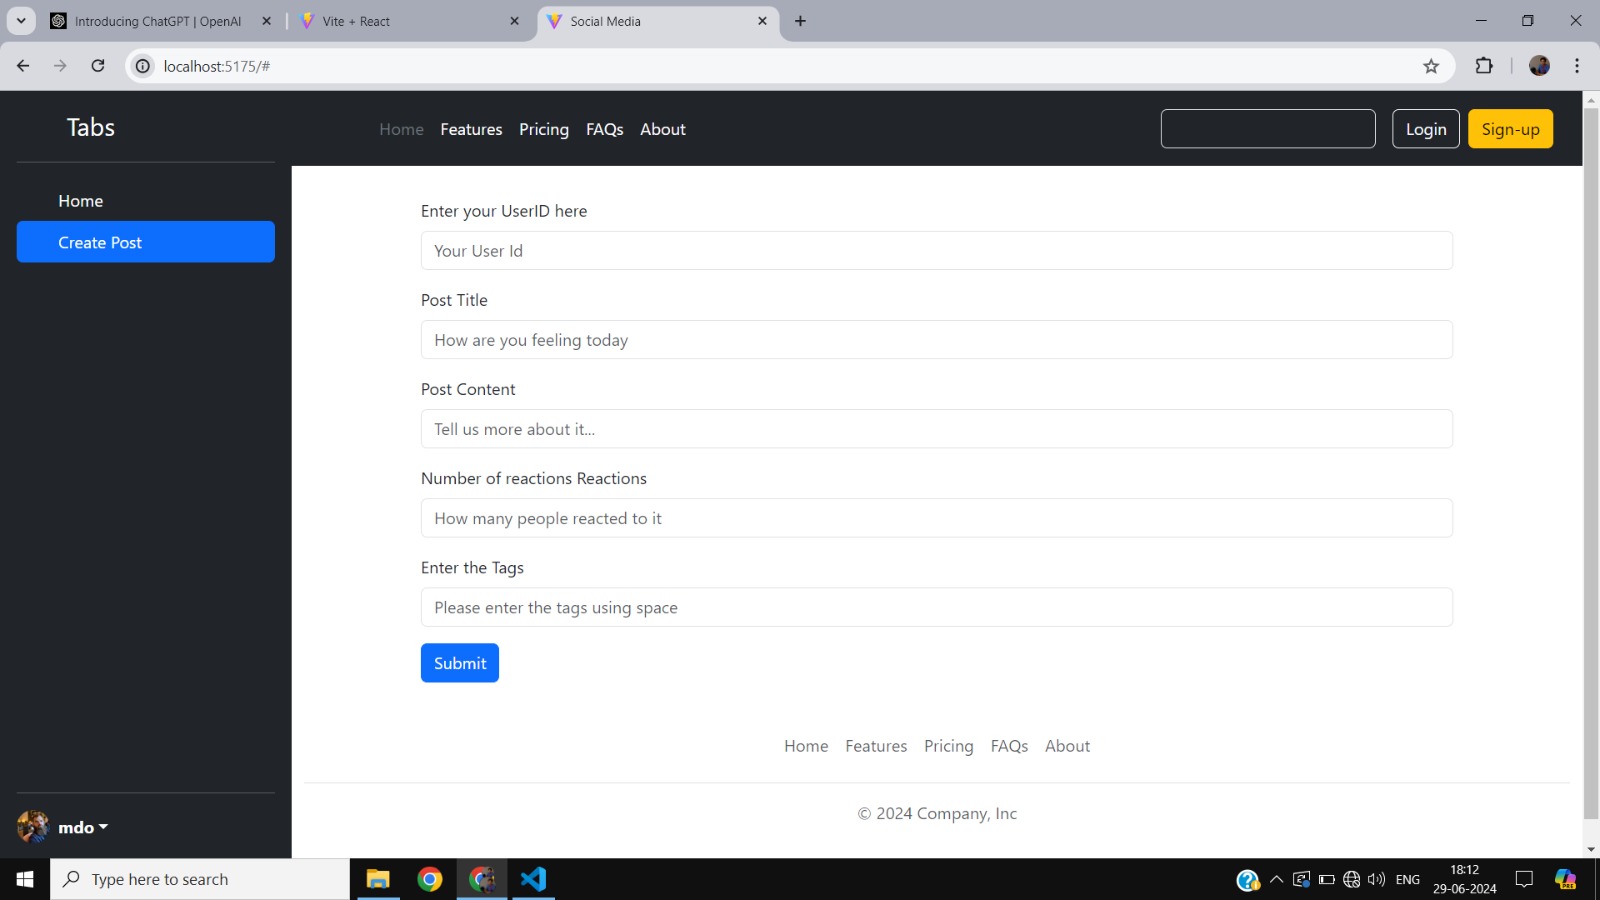 Introducing ChatGPT | OpenAI
Vite + React
Social Media
localhost:5175/#
Tabs
Home Features Pricing FAQs About
Login
Sign-up
Home
Create Post
Enter your UserID here
Your User Id
Post Title
How are you feeling today
Post Content
Tell us more about it...
Number of reactions Reactions
How many people reacted to it
Enter the Tags
Please enter the tags using space
Submit
Home Features Pricing FAQs About
© 2024 Company, Inc
mdo
Type here to search
ENG
18:12
29-06-2024
PRE